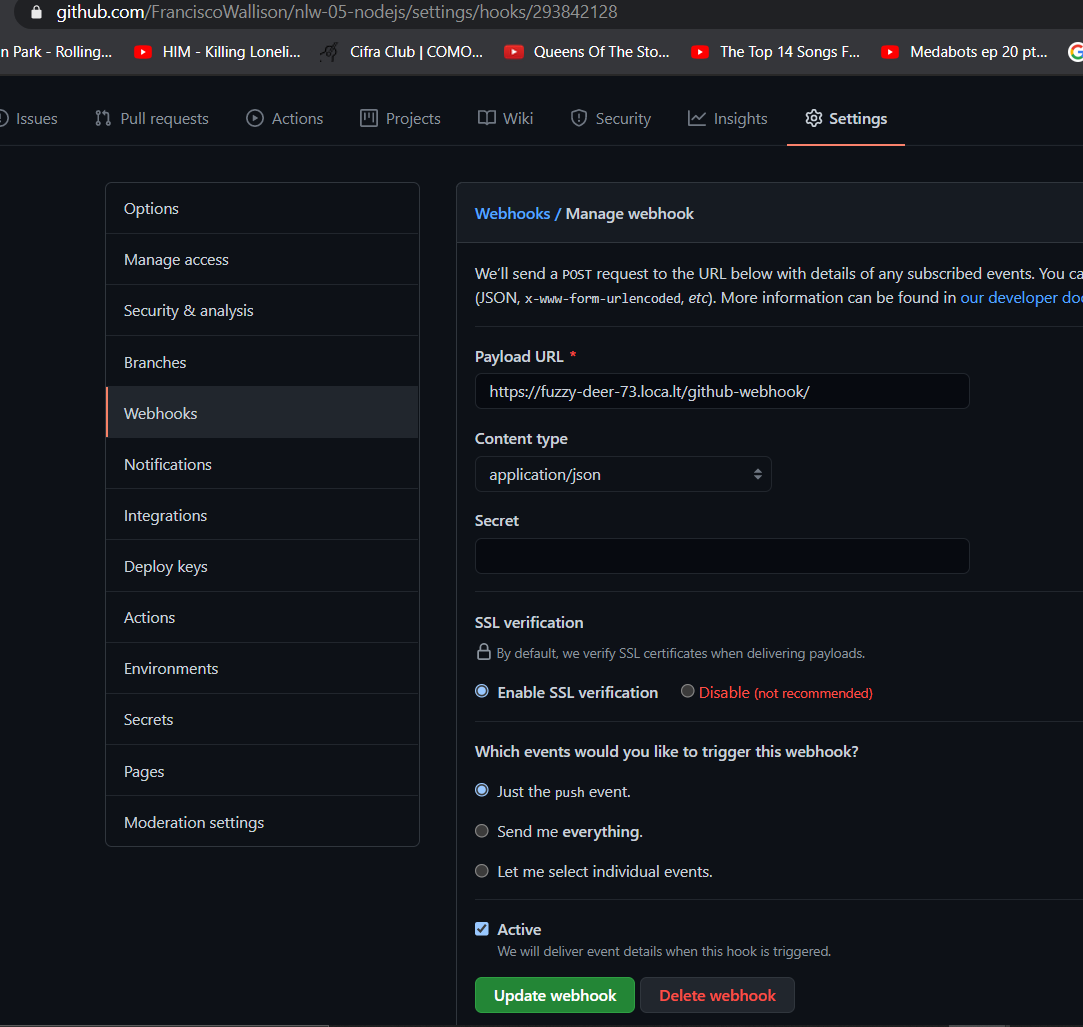 github.com/FranciscoWallison/nlw-05-nodejs/settings/hooks/293842128
n Park - Rolling... HIM - Killing Loneli... Cifra Club | COMO... Queens Of The Sto... The Top 14 Songs F... Medabots ep 20 pt...
Issues Pull requests Actions Projects Wiki Security Insights Settings
Options
Manage access
Security & analysis
Branches
Webhooks
Notifications
Integrations
Deploy keys
Actions
Environments
Secrets
Pages
Moderation settings
Webhooks / Manage webhook
We'll send a POST request to the URL below with details of any subscribed events. You ca
(JSON, x-www-form-urlencoded, etc). More information can be found in our developer doc
Payload URL *
https://fuzzy-deer-73.loca.lt/github-webhook/
Content type
application/json
Secret
SSL verification
By default, we verify SSL certificates when delivering payloads.
Enable SSL verification Disable (not recommended)
Which events would you like to trigger this webhook?
Just the push event.
Send me everything.
Let me select individual events.
Active
We will deliver event details when this hook is triggered.
Update webhook Delete webhook